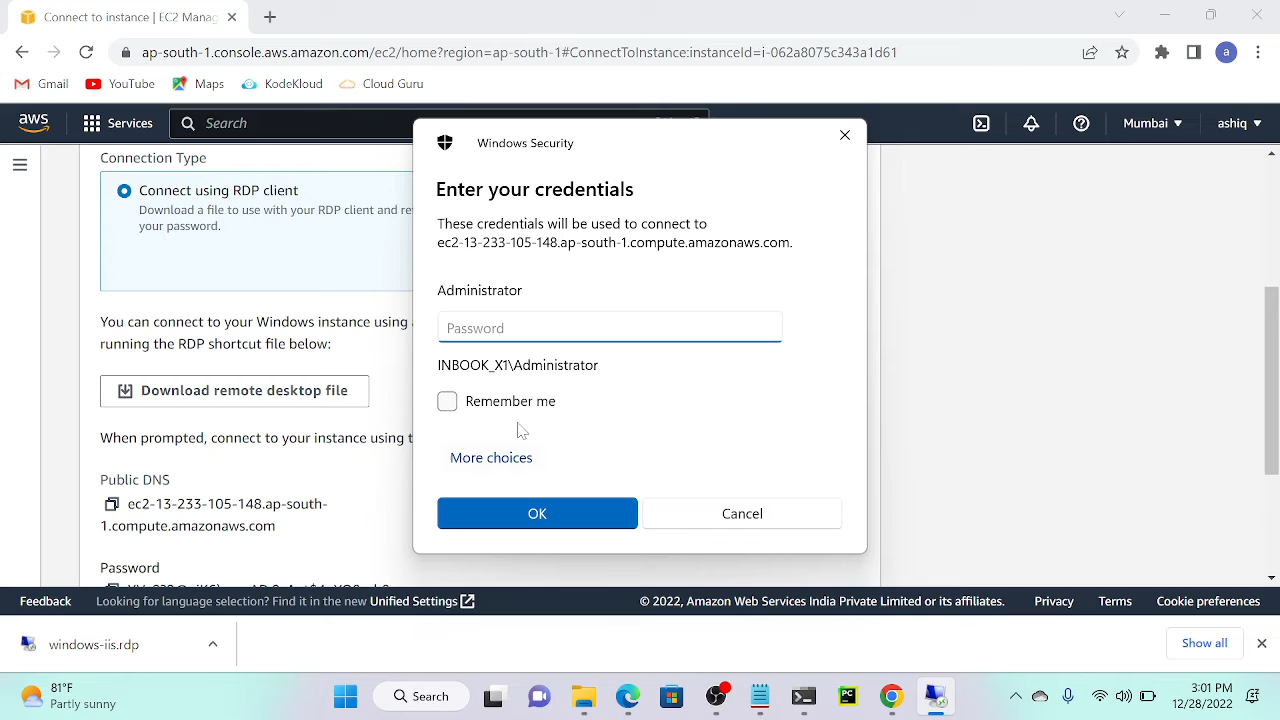 Connect to instance | EC2 Manag
ap-south-1.console.aws.amazon.com/ec2/home?region=ap-south-1#ConnectToInstance:instanceId=i-062a8075c343a1d61
a
Gmail
YouTube
Maps
KodeKloud
Cloud Guru
aws
Services
Search
Mumbai
ashiq
Connection Type
Connect using RDP client
Download a file to use with your RDP client and
your password.
You can connect to your Windows instance using
running the RDP shortcut file below:
Download remote desktop file
When prompted, connect to your instance using
Public DNS
ec2-13-233-105-148.ap-south-
1.compute.amazonaws.com
Password
Windows Security
Enter your credentials
These credentials will be used to connect to
ec2-13-233-105-148.ap-south-1.compute.amazonaws.com.
Administrator
Password
INBOOK_X1\Administrator
Remember me
More choices
OK
Cancel
Feedback
Looking for language selection? Find it in the new Unified Settings
© 2022, Amazon Web Services India Private Limited or its affiliates.
Privacy
Terms
Cookie preferences
windows-iis.rdp
Show all
81°F
Partly sunny
Search
PC
3:01 PM
12/28/2022